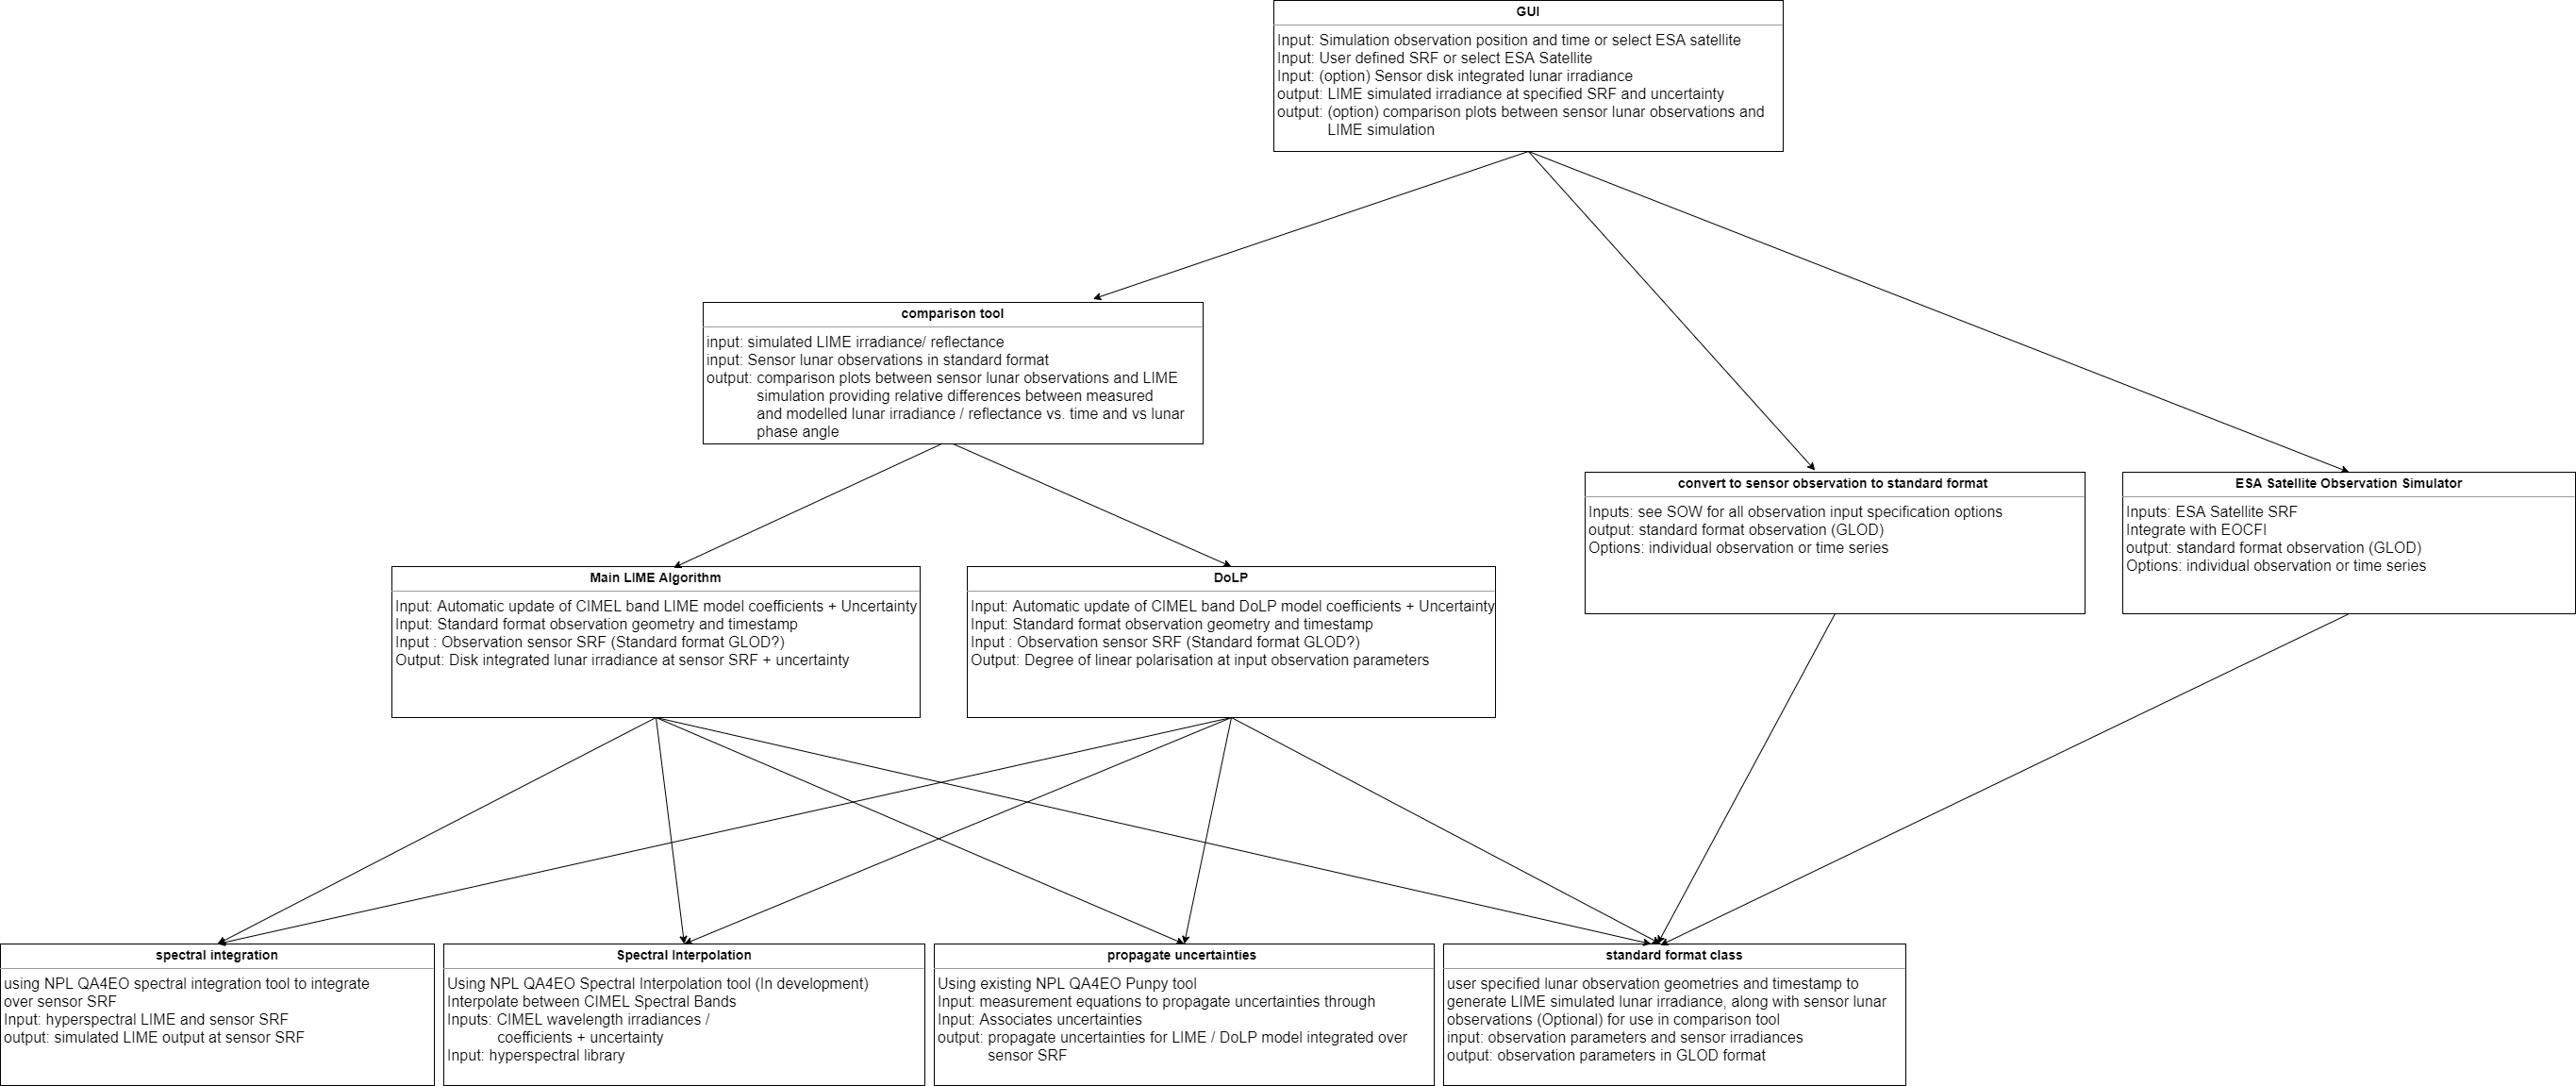 GUI
Input: Simulation observation position and time or select ESA satellite
Input: User defined SRF or select ESA Satellite
Input: (option) Sensor disk integrated lunar irradiance
output: LIME simulated irradiance at specified SRF and uncertainty
output: (option) comparison plots between sensor lunar observations and
LIME simulation
comparison tool
input: simulated LIME irradiance/ reflectance
input: Sensor lunar observations in standard format
output: comparison plots between sensor lunar observations and LIME
simulation providing relative differences between measured
and modelled lunar irradiance / reflectance vs. time and vs lunar
phase angle
convert to sensor observation to standard format
Inputs: see SOW for all observation input specification options
output: standard format observation (GLOD)
Options: individual observation or time series
ESA Satellite Observation Simulator
Inputs: ESA Satellite SRF
Integrate with EOCFI
output: standard format observation (GLOD)
Options: individual observation or time series
Main LIME Algorithm
Input: Automatic update of CIMEL band LIME model coefficients + Uncertainty
Input: Standard format observation geometry and timestamp
Input : Observation sensor SRF (Standard format GLOD?)
Output: Disk integrated lunar irradiance at sensor SRF + uncertainty
DoLP
Input: Automatic update of CIMEL band DoLP model coefficients + Uncertainty
Input: Standard format observation geometry and timestamp
Input : Observation sensor SRF (Standard format GLOD?)
Output: Degree of linear polarisation at input observation parameters
spectral integration
using NPL QA4EO spectral integration tool to integrate
over sensor SRF
Input: hyperspectral LIME and sensor SRF
output: simulated LIME output at sensor SRF
Spectral Interpolation
Using NPL QA4EO Spectral Interpolation tool (In development)
Interpolate between CIMEL Spectral Bands
Inputs: CIMEL wavelength irradiances /
coefficients + uncertainty
Input: hyperspectral library
propagate uncertainties
Using existing NPL QA4EO Punpy tool
Input: measurement equations to propagate uncertainties through
Input: Associates uncertainties
output: propagate uncertainties for LIME / DoLP model integrated over
sensor SRF
standard format class
user specified lunar observation geometries and timestamp to
generate LIME simulated lunar irradiance, along with sensor lunar
observations (Optional) for use in comparison tool
input: observation parameters and sensor irradiances
output: observation parameters in GLOD format